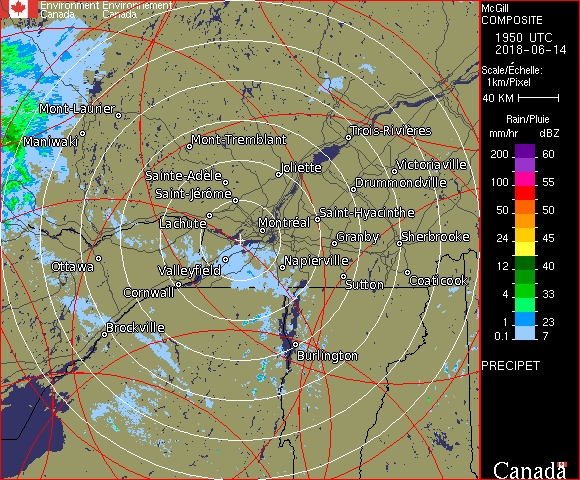 Environment Environnement
Canada Canada
McGill
COMPOSITE
1950 UTC
2018-06-14
Scale/Échelle:
1km/Pixel
40 KM
Rain/Pluie
mm/hr dBZ
200 60
100 55
50 50
24 45
12 40
4 33
1 23
0.1 7
PRECIPET
Canada
Mont-Laurier
Maniwaki
Mont-Tremblant
Trois-Rivières
Sainte-Adèle
Joliette
Victoriaville
Saint-Jérôme
Drummondville
Lachute
Saint-Hyacinthe
Montréal
Granby
Sherbrooke
Ottawa
Valleyfield
Napierville
Cornwall
Sutton
Coaticook
Brockville
Burlington